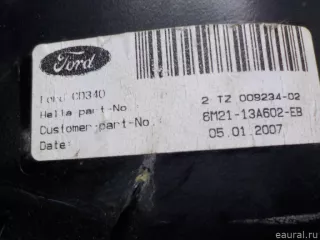 Ford
Ford CD340
Hella part-No
2 TZ 009234-02
Customer part-No.
6M21-13A602-EB
Date:
05.01.2007
eaural.ru